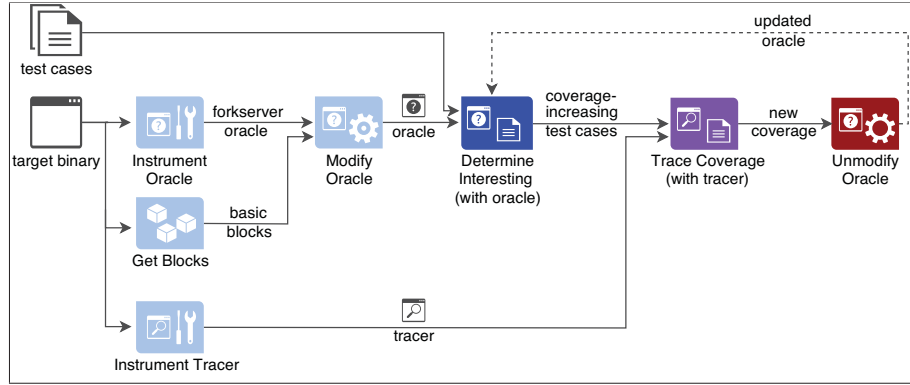 test cases
target binary
Instrument
Oracle
forkserver
oracle
Get Blocks
basic
blocks
Instrument Tracer
Modify
Oracle
oracle
tracer
Determine
Interesting
(with oracle)
coverage-
increasing
test cases
Trace Coverage
(with tracer)
new
coverage
Unmodify
Oracle
updated
oracle